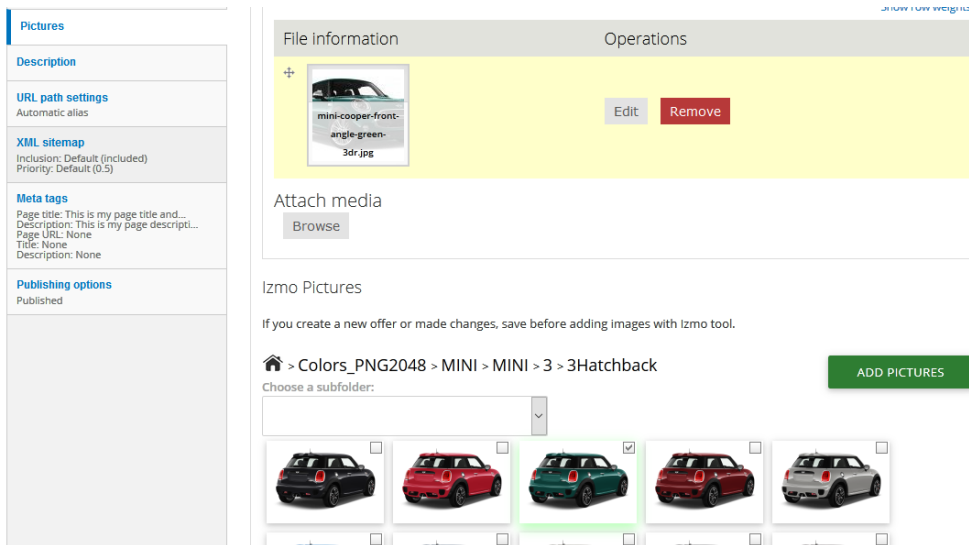 Show row weights
Pictures
Description
URL path settings
Automatic alias
XML sitemap
Inclusion: Default (included)
Priority: Default (0.5)
Meta tags
Page title: This is my page title and...
Description: This is my page descripti...
Page URL: None
Title: None
Description: None
Publishing options
Published
File information Operations
mini-cooper-front-
angle-green-
3dr.jpg
Edit Remove
Attach media
Browse
Izmo Pictures
If you create a new offer or made changes, save before adding images with Izmo tool.
> Colors_PNG2048 > MINI > MINI > 3 > 3Hatchback
ADD PICTURES
Choose a subfolder: